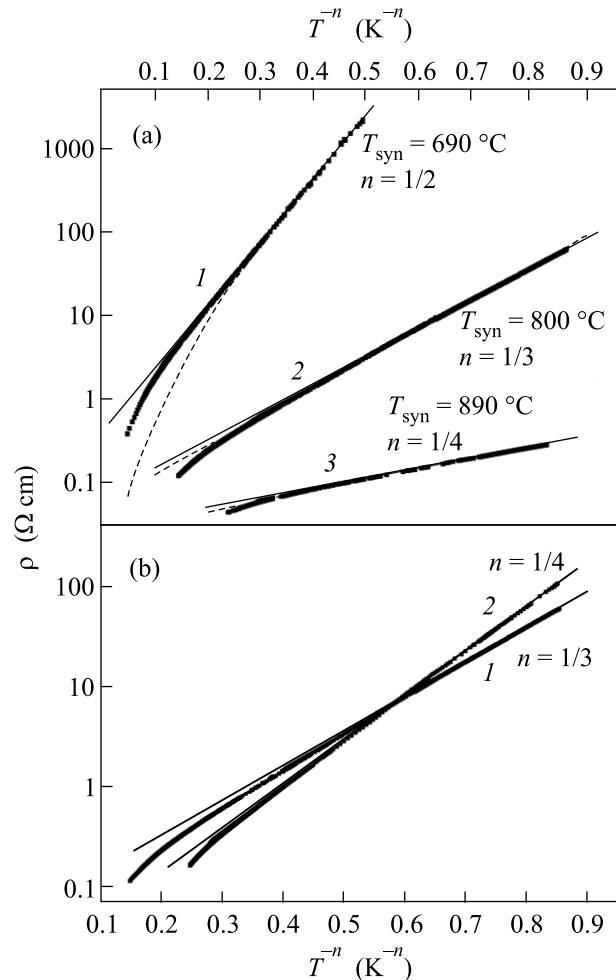 T⁻ⁿ (K⁻ⁿ)
0.1 0.2 0.3 0.4 0.5 0.6 0.7 0.8 0.9
(a)
T_syn = 690 °C
n = 1/2
1000
100
1
10
T_syn = 800 °C
n = 1/3
2
1
T_syn = 890 °C
n = 1/4
3
0.1
ρ (Ω cm)
(b)
n = 1/4
100
2
1
n = 1/3
10
1
0.1
0.1 0.2 0.3 0.4 0.5 0.6 0.7 0.8 0.9
T⁻ⁿ (K⁻ⁿ)